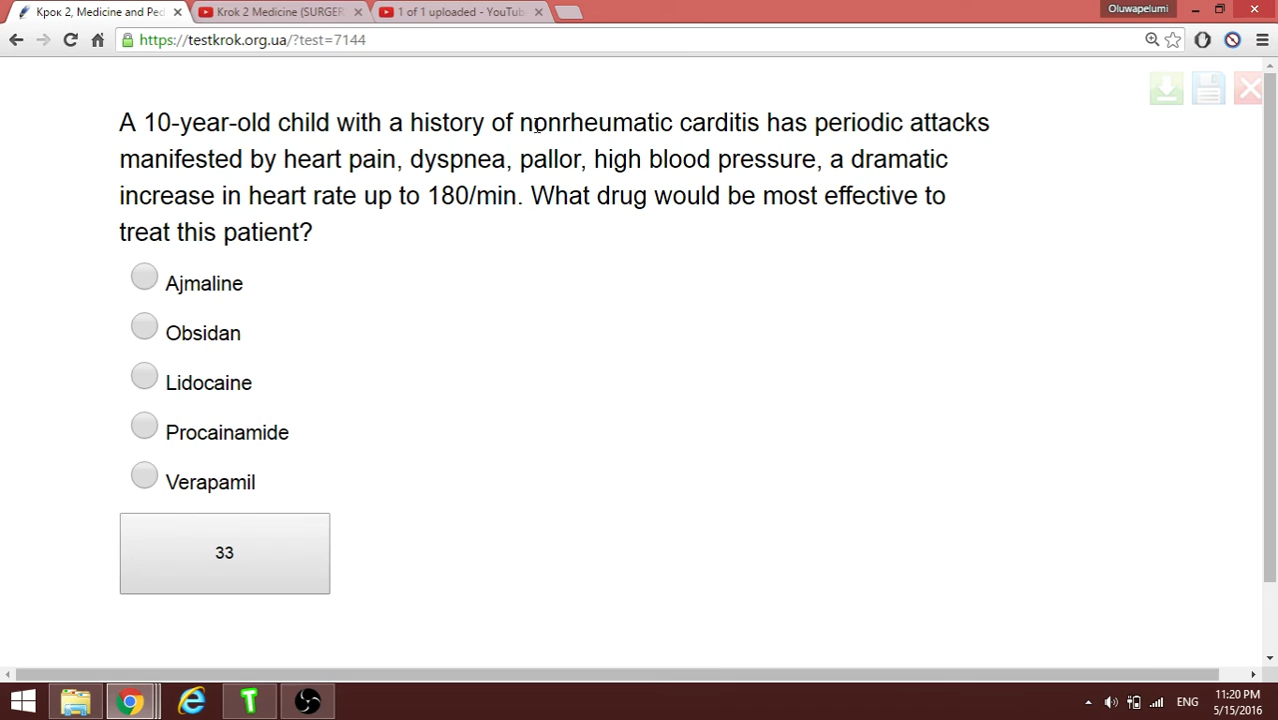 Крок 2, Medicine and Ped
Krok 2 Medicine (SURGER
1 of 1 uploaded - YouTub
Oluwapelumi
https://testkrok.org.ua/?test=7144
A 10-year-old child with a history of nonrheumatic carditis has periodic attacks
manifested by heart pain, dyspnea, pallor, high blood pressure, a dramatic
increase in heart rate up to 180/min. What drug would be most effective to
treat this patient?
Ajmaline
Obsidan
Lidocaine
Procainamide
Verapamil
33
ENG
11:20 PM
5/15/2016